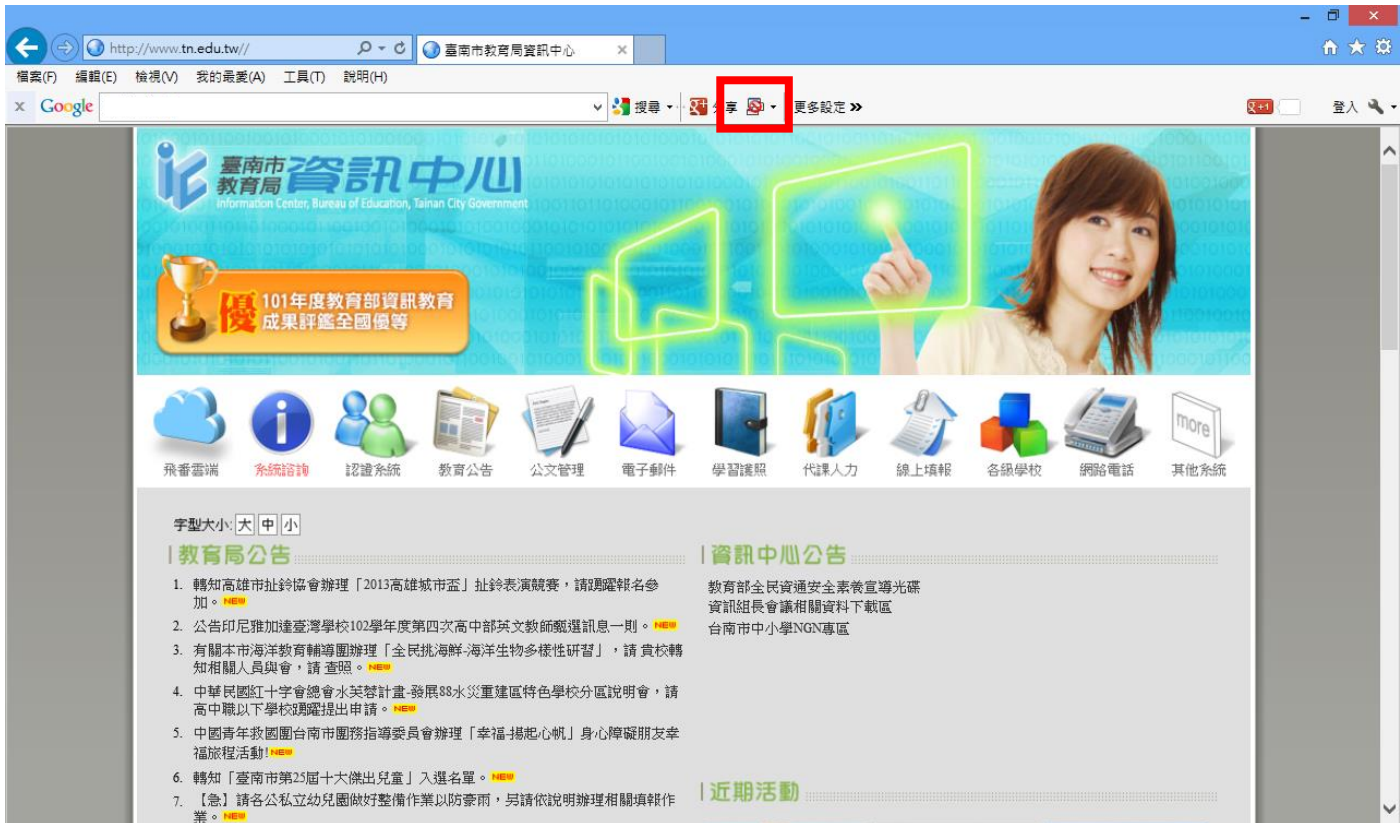 http://www.tn.edu.tw//
臺南市教育局資訊中心
檔案(F) 編輯(E) 檢視(V) 我的最愛(A) 工具(T) 說明(H)
x Google 搜尋 分享 更多設定 » +1 登入
臺南市
教育局
資訊中心
Information Center, Bureau of Education, Tainan City Government
優 101年度教育部資訊教育
成果評鑑全國優等
more
飛番雲端 系統諮詢 認證系統 教育公告 公文管理 電子郵件 學習護照 代課人力 線上填報 各級學校 網路電話 其他系統
字型大小: 大 中 小
教育局公告
1. 轉知高雄市扯鈴協會辦理「2013高雄城市盃」扯鈴表演競賽，請踴躍報名參
加。NEW
2. 公告印尼雅加達臺灣學校102學年度第四次高中部英文教師甄選訊息一則。NEW
3. 有關本市海洋教育輔導團辦理「全民挑海鮮-海洋生物多樣性研習」，請 貴校轉
知相關人員與會，請 查照。NEW
4. 中華民國紅十字會總會水芙蓉計畫-發展88水災重建區特色學校分區說明會，請
高中職以下學校踴躍提出申請。NEW
5. 中國青年救國團台南市團務指導委員會辦理「幸福-揚起心帆」身心障礙朋友幸
福旅程活動!NEW
6. 轉知「臺南市第25屆十大傑出兒童」入選名單。NEW
7. 【急】請各公私立幼兒園做好整備作業以防豪雨，另請依說明辦理相關填報作
業。NEW
資訊中心公告
教育部全民資通安全素養宣導光碟
資訊組長會議相關資料下載區
台南市中小學NGN專區
近期活動